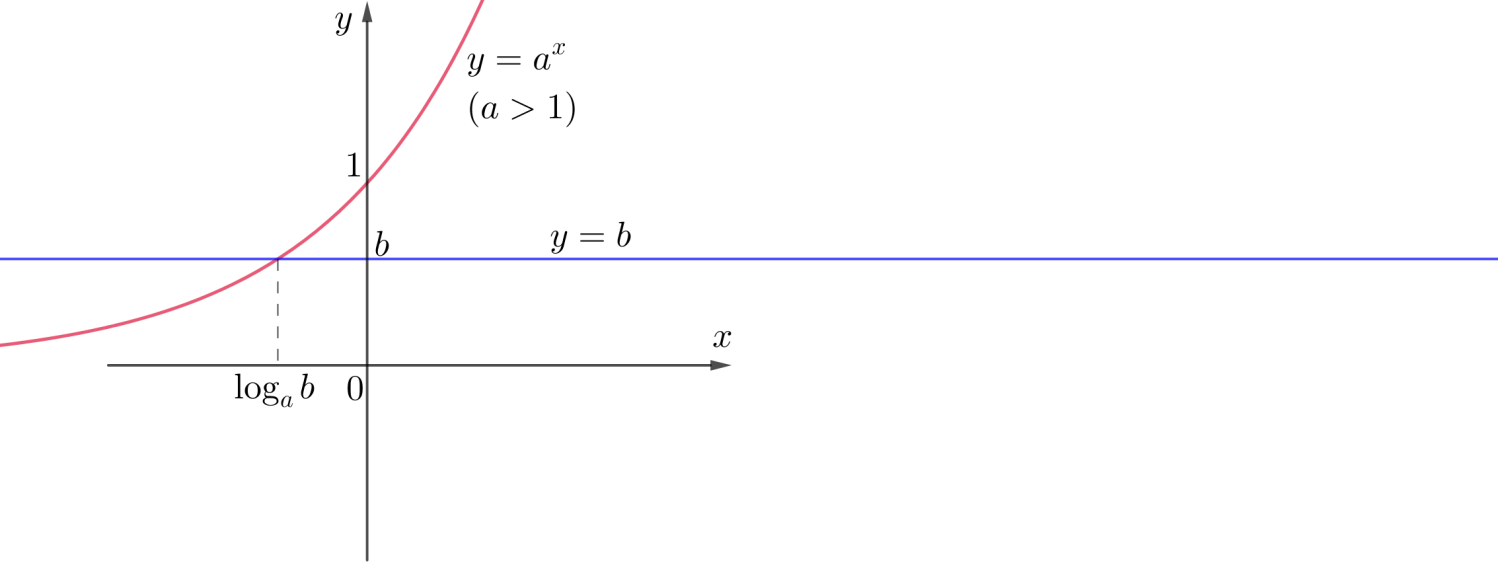 y
y = a^x
(a > 1)
1
b
y = b
x
log_a b
0